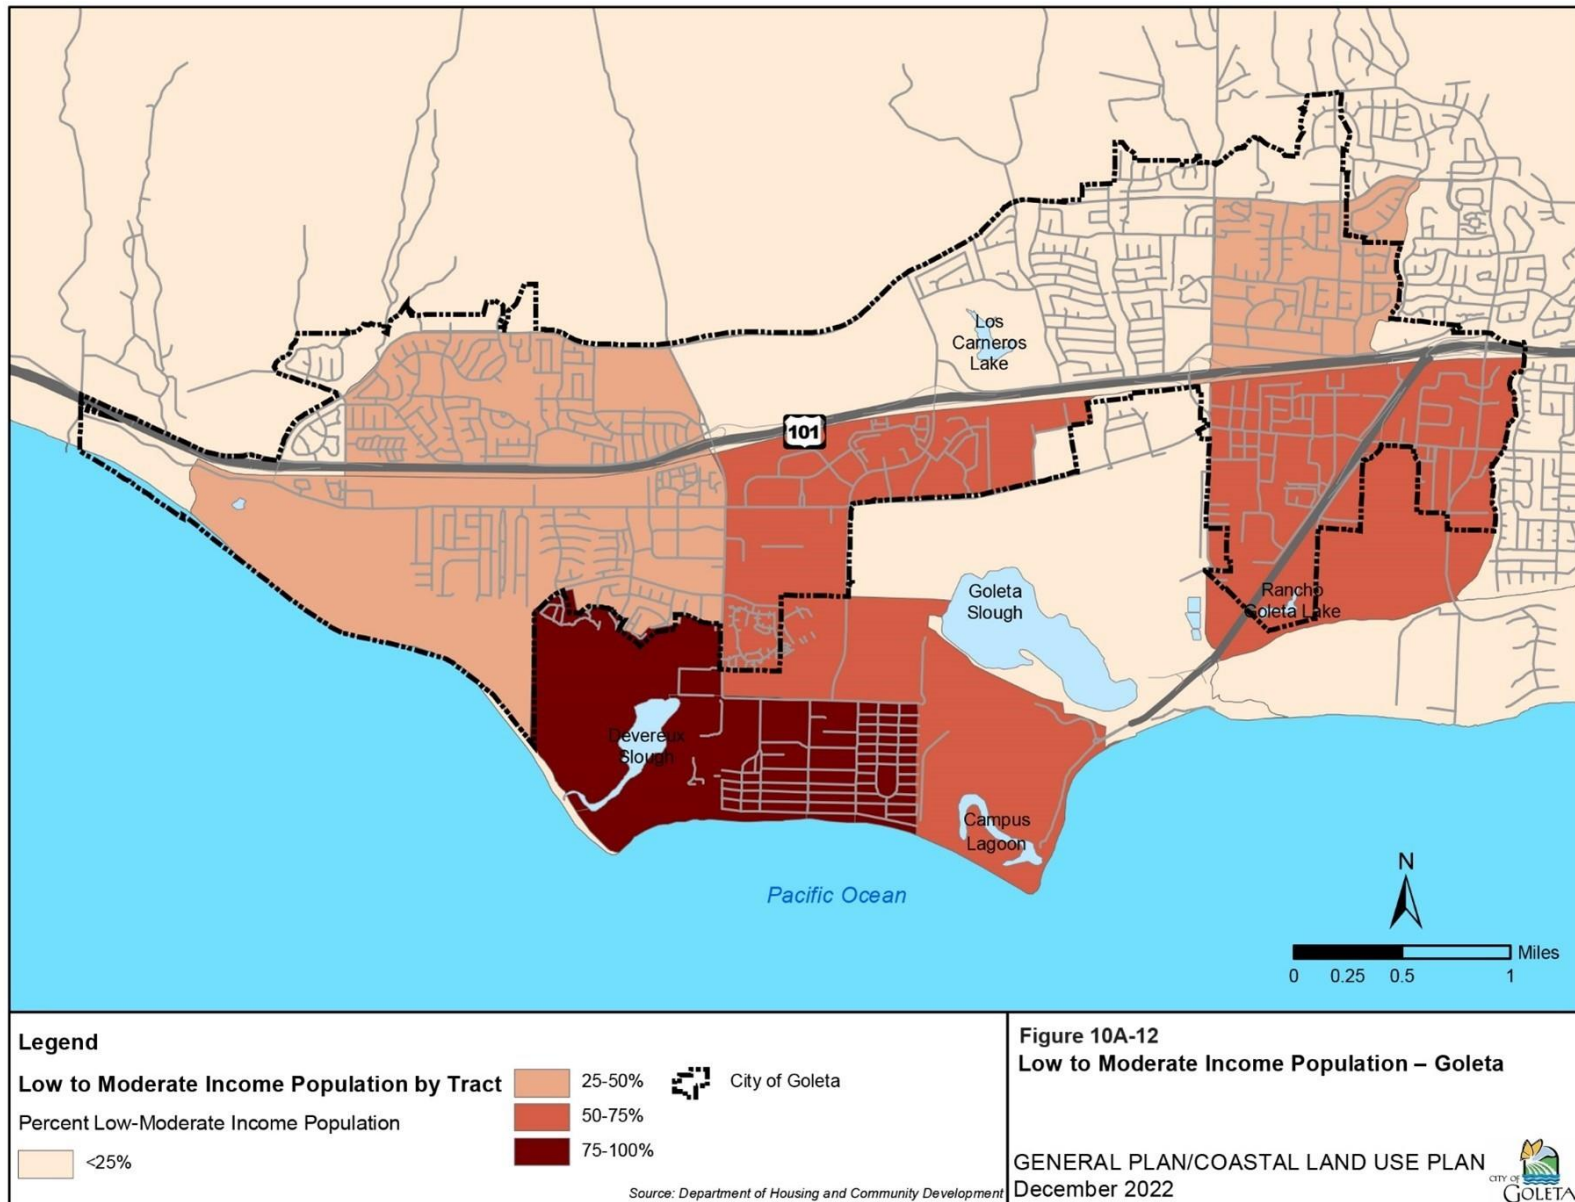 Los
Carneros
Lake
101
Goleta
Slough
Rancho
Goleta Lake
Devereux
Slough
Campus
Lagoon
Pacific Ocean
N
Miles
0 0.25 0.5 1
Legend
Low to Moderate Income Population by Tract
Percent Low-Moderate Income Population
<25%
25-50%
50-75%
75-100%
City of Goleta
Source: Department of Housing and Community Development
Figure 10A-12
Low to Moderate Income Population – Goleta
GENERAL PLAN/COASTAL LAND USE PLAN
December 2022
CITY OF
GOLETA